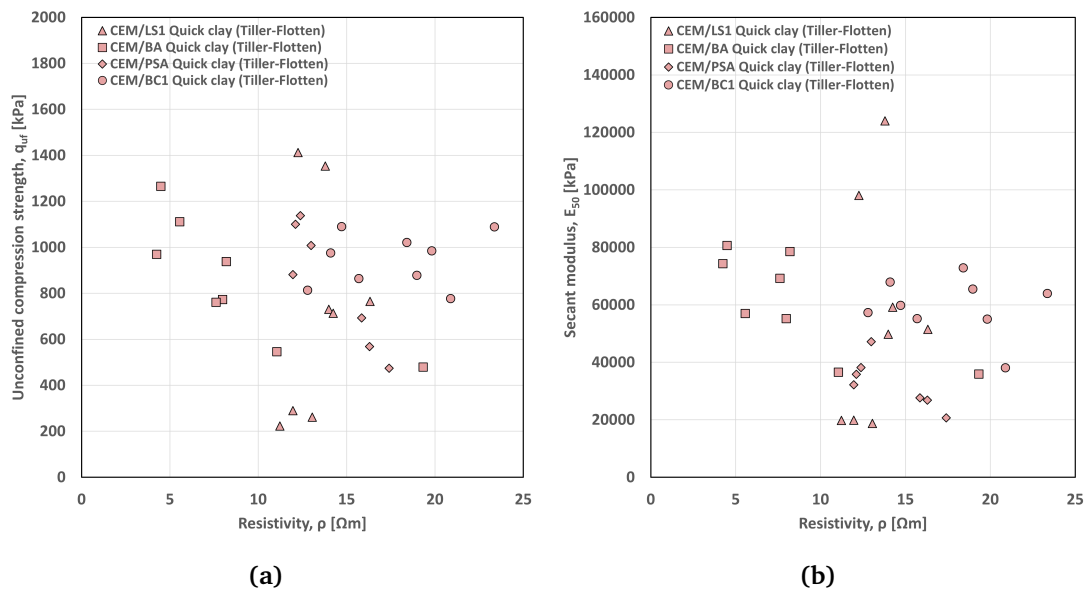 2000
1800
1600
1400
1200
1000
800
600
400
200
0
Unconfined compression strength, q_uf [kPa]
CEM/LS1 Quick clay (Tiller-Flotten)
CEM/BA Quick clay (Tiller-Flotten)
CEM/PSA Quick clay (Tiller-Flotten)
CEM/BC1 Quick clay (Tiller-Flotten)
0 5 10 15 20 25
Resistivity, ρ [Ωm]
(a)
160000
140000
120000
100000
80000
60000
40000
20000
0
Secant modulus, E₅₀ [kPa]
CEM/LS1 Quick clay (Tiller-Flotten)
CEM/BA Quick clay (Tiller-Flotten)
CEM/PSA Quick clay (Tiller-Flotten)
CEM/BC1 Quick clay (Tiller-Flotten)
0 5 10 15 20 25
Resistivity, ρ [Ωm]
(b)